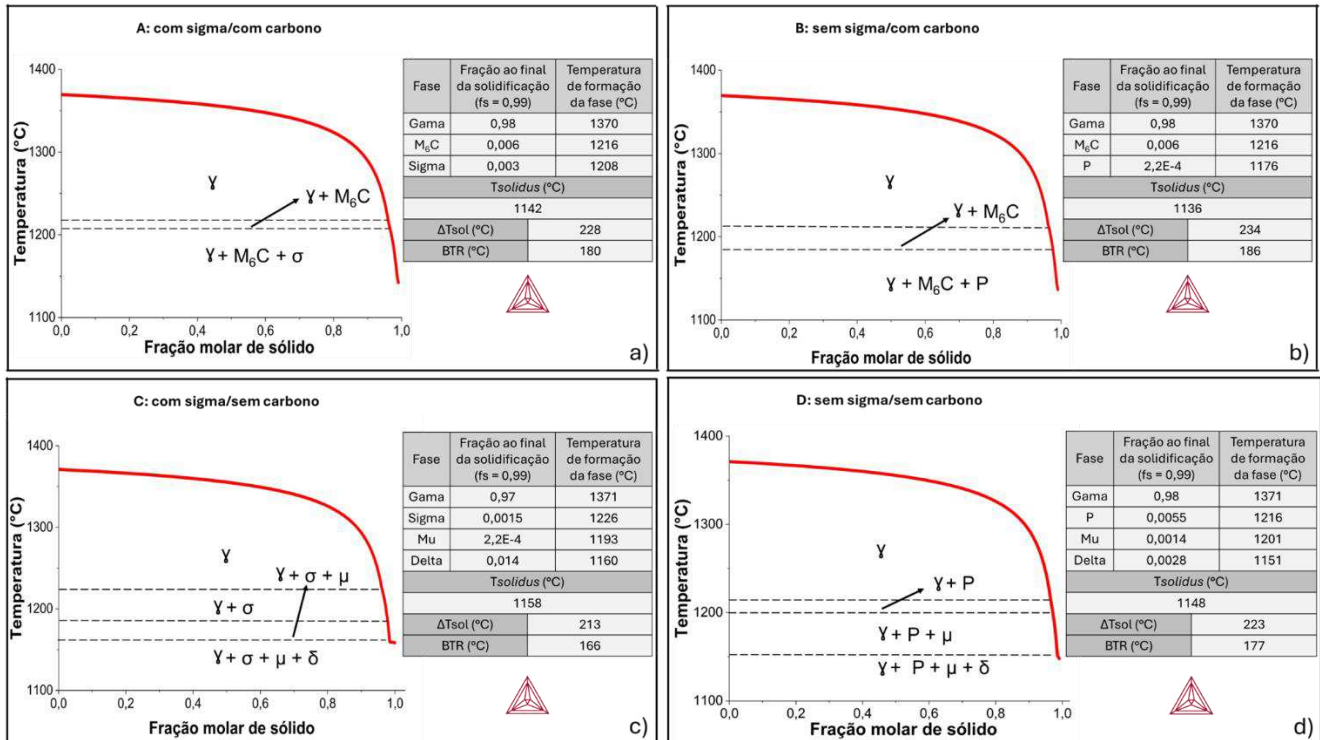 A: com sigma/com carbono
Temperatura (°C)
1400
1300
1200
1100
ɣ
ɣ + M₆C
ɣ + M₆C + σ
0,0 0,2 0,4 0,6 0,8 1,0
Fração molar de sólido
Fase Fração ao final da solidificação (fs = 0,99) Temperatura de formação da fase (°C)
Gama 0,98 1370
M₆C 0,006 1216
Sigma 0,003 1208
Tsolidus (°C)
1142
ΔTsol (°C) 228
BTR (°C) 180
a)
B: sem sigma/com carbono
Temperatura (°C)
1400
1300
1200
1100
ɣ
ɣ + M₆C
ɣ + M₆C + P
0,0 0,2 0,4 0,6 0,8 1,0
Fração molar de sólido
Fase Fração ao final da solidificação (fs = 0,99) Temperatura de formação da fase (°C)
Gama 0,98 1370
M₆C 0,006 1216
P 2,2E-4 1176
Tsolidus (°C)
1136
ΔTsol (°C) 234
BTR (°C) 186
b)
C: com sigma/sem carbono
Temperatura (°C)
1400
1300
1200
1100
ɣ
ɣ + σ + μ
ɣ + σ
ɣ + σ + μ + δ
0,0 0,2 0,4 0,6 0,8 1,0
Fração molar de sólido
Fase Fração ao final da solidificação (fs = 0,99) Temperatura de formação da fase (°C)
Gama 0,97 1371
Sigma 0,0015 1226
Mu 2,2E-4 1193
Delta 0,014 1160
Tsolidus (°C)
1158
ΔTsol (°C) 213
BTR (°C) 166
c)
D: sem sigma/sem carbono
Temperatura (°C)
1400
1300
1200
1100
ɣ
ɣ + P
ɣ + P + μ
ɣ + P + μ + δ
0,0 0,2 0,4 0,6 0,8 1,0
Fração molar de sólido
Fase Fração ao final da solidificação (fs = 0,99) Temperatura de formação da fase (°C)
Gama 0,98 1371
P 0,0055 1216
Mu 0,0014 1201
Delta 0,0028 1151
Tsolidus (°C)
1148
ΔTsol (°C) 223
BTR (°C) 177
d)